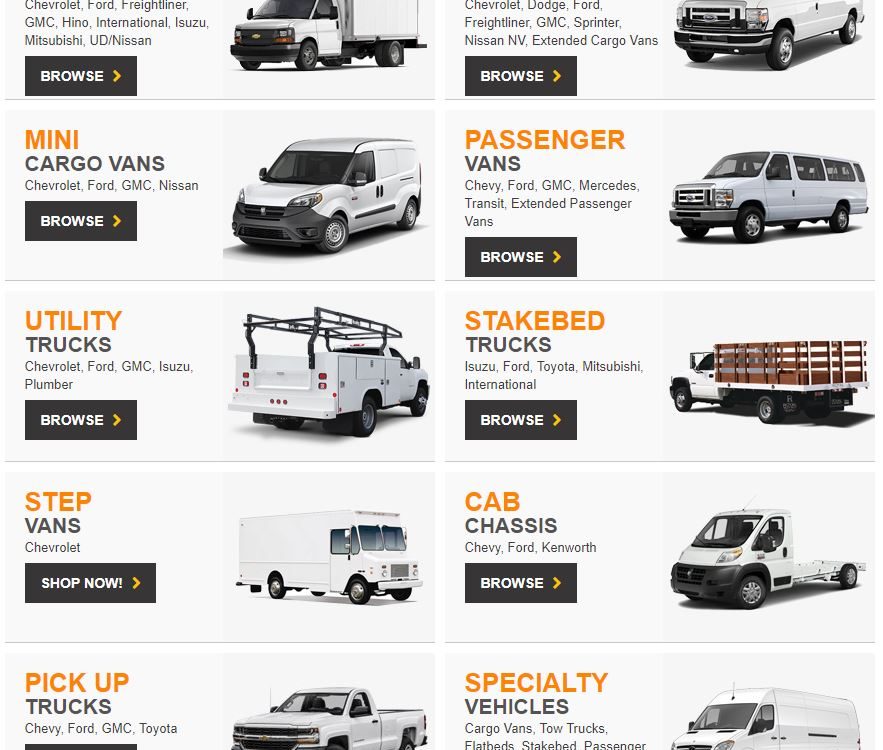 Chevrolet, Ford, Freightliner,
GMC, Hino, International, Isuzu,
Mitsubishi, UD/Nissan
BROWSE
Chevrolet, Dodge, Ford,
Freightliner, GMC, Sprinter,
Nissan NV, Extended Cargo Vans
BROWSE
MINI
CARGO VANS
Chevrolet, Ford, GMC, Nissan
BROWSE
PASSENGER
VANS
Chevy, Ford, GMC, Mercedes,
Transit, Extended Passenger
Vans
BROWSE
UTILITY
TRUCKS
Chevrolet, Ford, GMC, Isuzu,
Plumber
BROWSE
STAKEBED
TRUCKS
Isuzu, Ford, Toyota, Mitsubishi,
International
BROWSE
STEP
VANS
Chevrolet
SHOP NOW!
CAB
CHASSIS
Chevy, Ford, Kenworth
BROWSE
PICK UP
TRUCKS
Chevy, Ford, GMC, Toyota
SPECIALTY
VEHICLES
Cargo Vans, Tow Trucks,
Flatbeds, Stakebed, Passenger